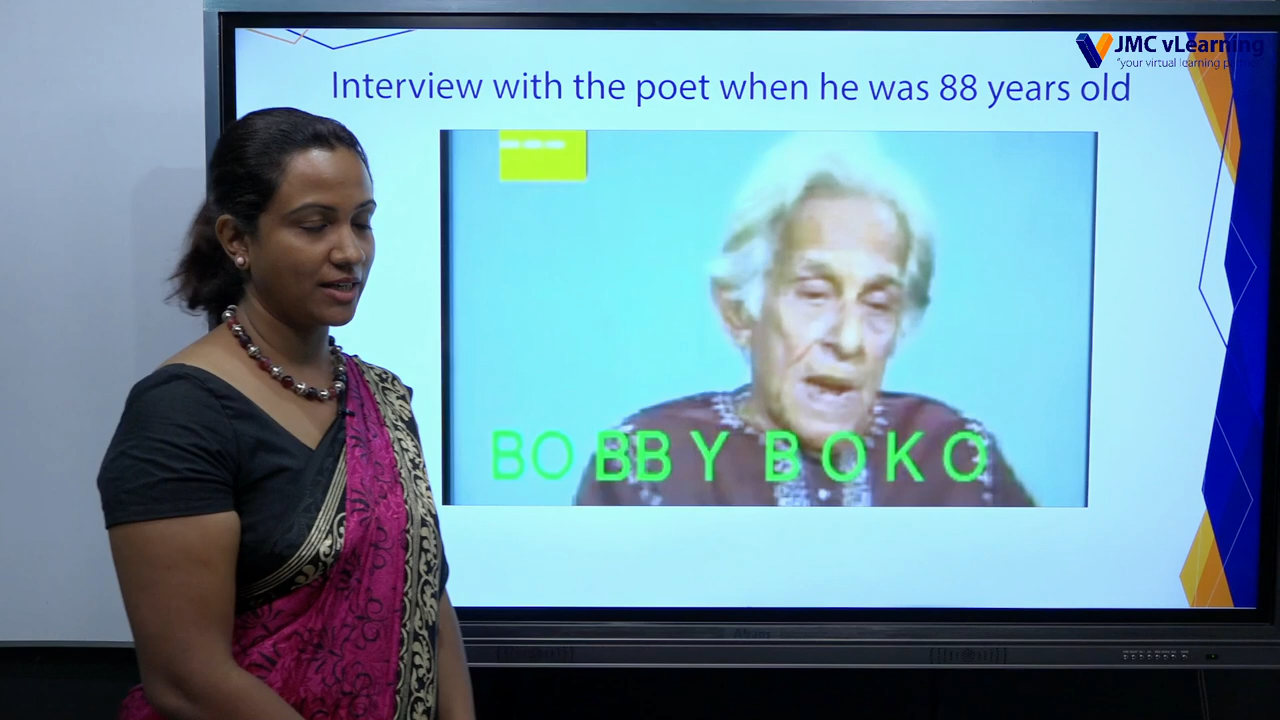 JMC vLearning
"your virtual learning
Interview with the poet when he was 88 years old
BOBBY BOKO